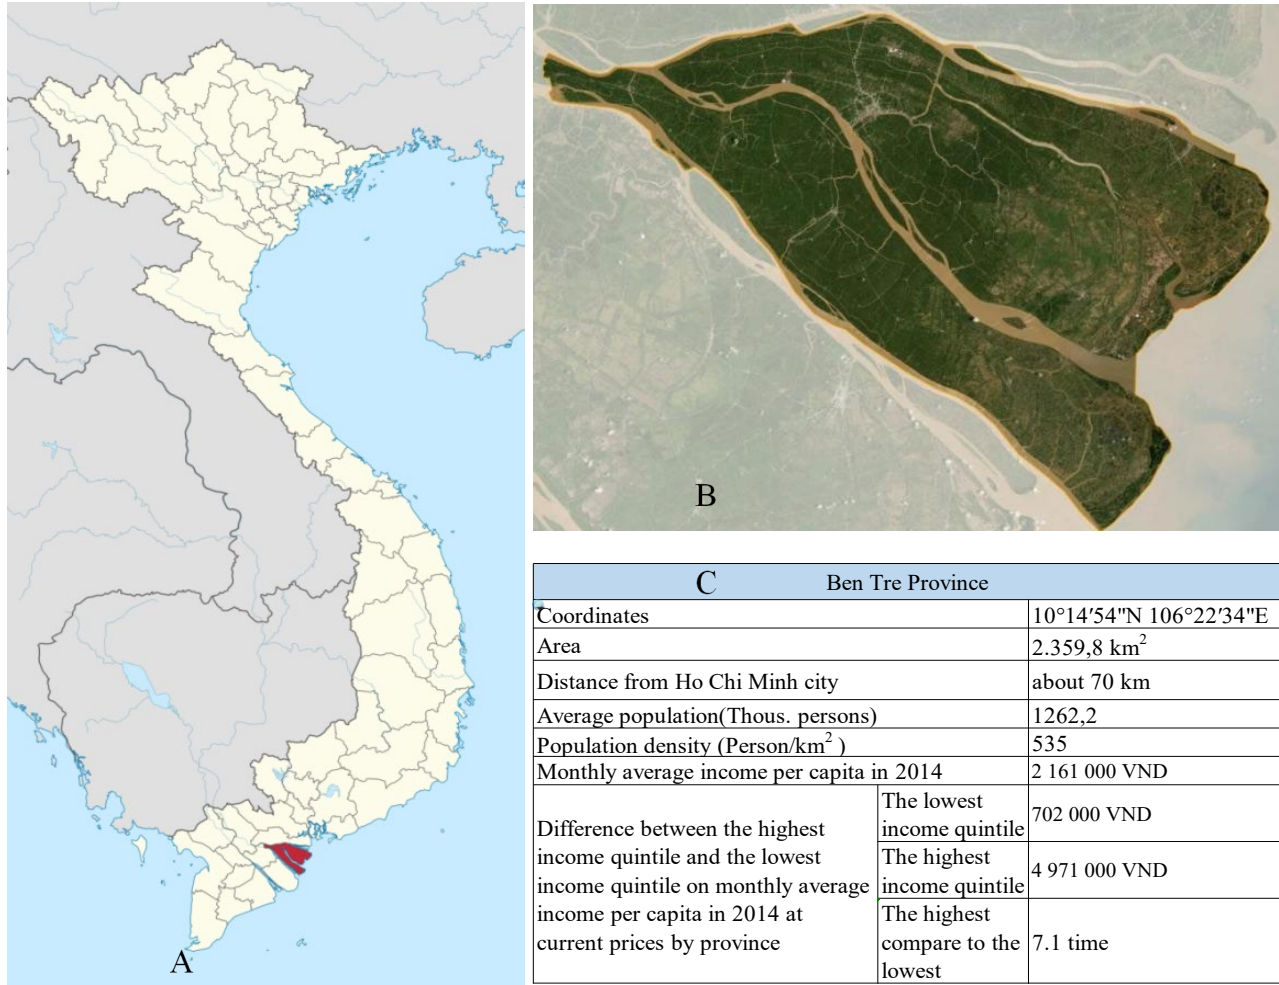 A
B
C Ben Tre Province
Coordinates 10°14′54″N 106°22′34″E
Area 2.359,8 km²
Distance from Ho Chi Minh city about 70 km
Average population(Thous. persons) 1262,2
Population density (Person/km² ) 535
Monthly average income per capita in 2014 2 161 000 VND
Difference between the highest
income quintile and the lowest
income quintile on monthly average
income per capita in 2014 at
current prices by province
The lowest
income quintile
702 000 VND
The highest
income quintile
4 971 000 VND
The highest
compare to the
lowest
7.1 time